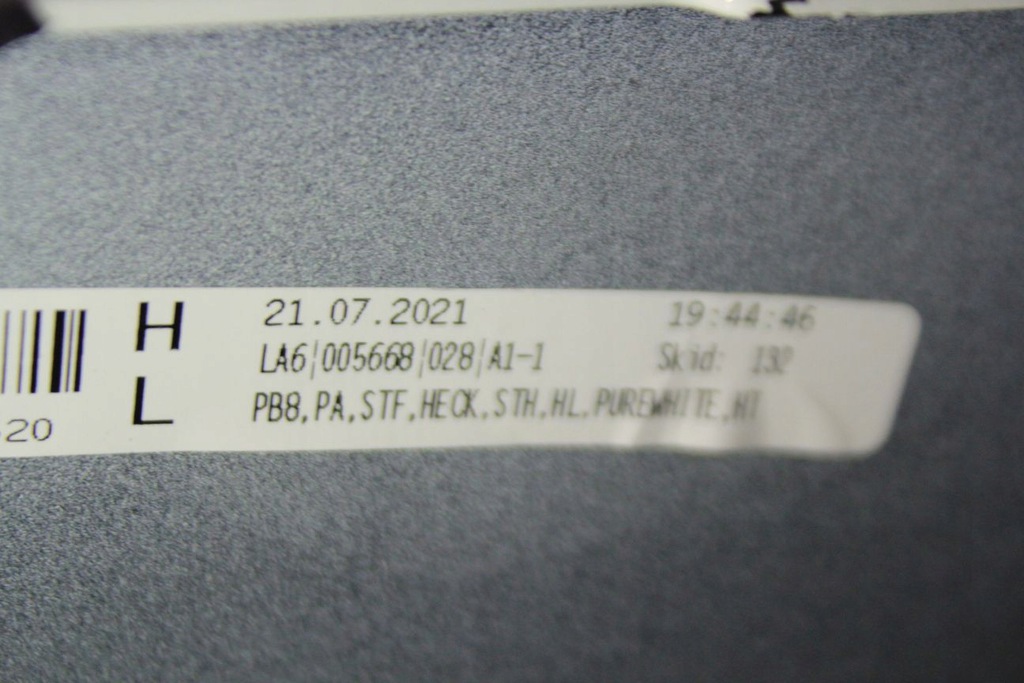 H 21.07.2021 19:44:46
LA6|005668|028|A1-1 Skid: 132
L PB8,PA,STF,HECK,STH,HL,PUREWHITE,HI
20